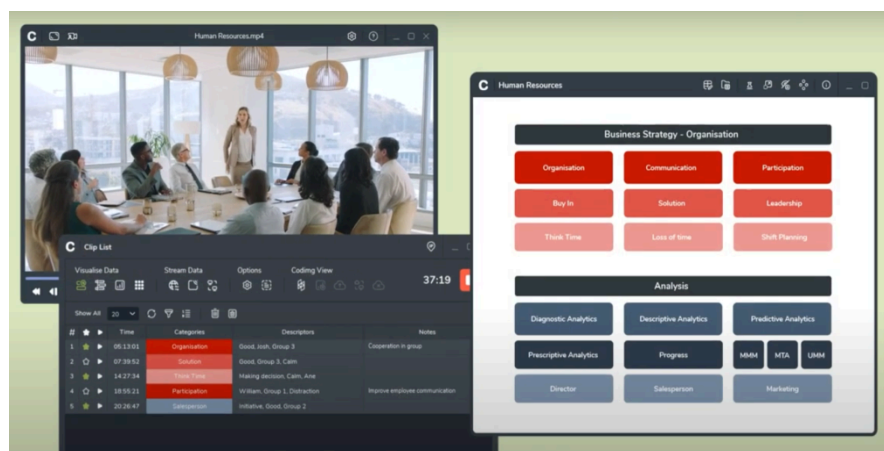 C Human Resources.mp4
C Human Resources
Business Strategy - Organisation
Organisation Communication Participation
Buy In Solution Leadership
Think Time Loss of time Shift Planning
Analysis
Diagnostic Analytics Descriptive Analytics Predictive Analytics
Prescriptive Analytics Progress MMM MTA UMM
Director Salesperson Marketing
C Clip List
Visualise Data Stream Data Options Coding View
37:19
Show All 20
# Time Categories Descriptors Notes
1 05:13:01 Organisation Good, Josh, Group 3 Cooperation in group
2 07:39:52 Solution Good, Group 3, Calm
3 14:27:34 Think Time Making decision, Calm, Ane
4 18:55:21 Participation William, Group 1, Distraction Improve employee communication
5 20:26:47 Salesperson Initiative, Good, Group 2